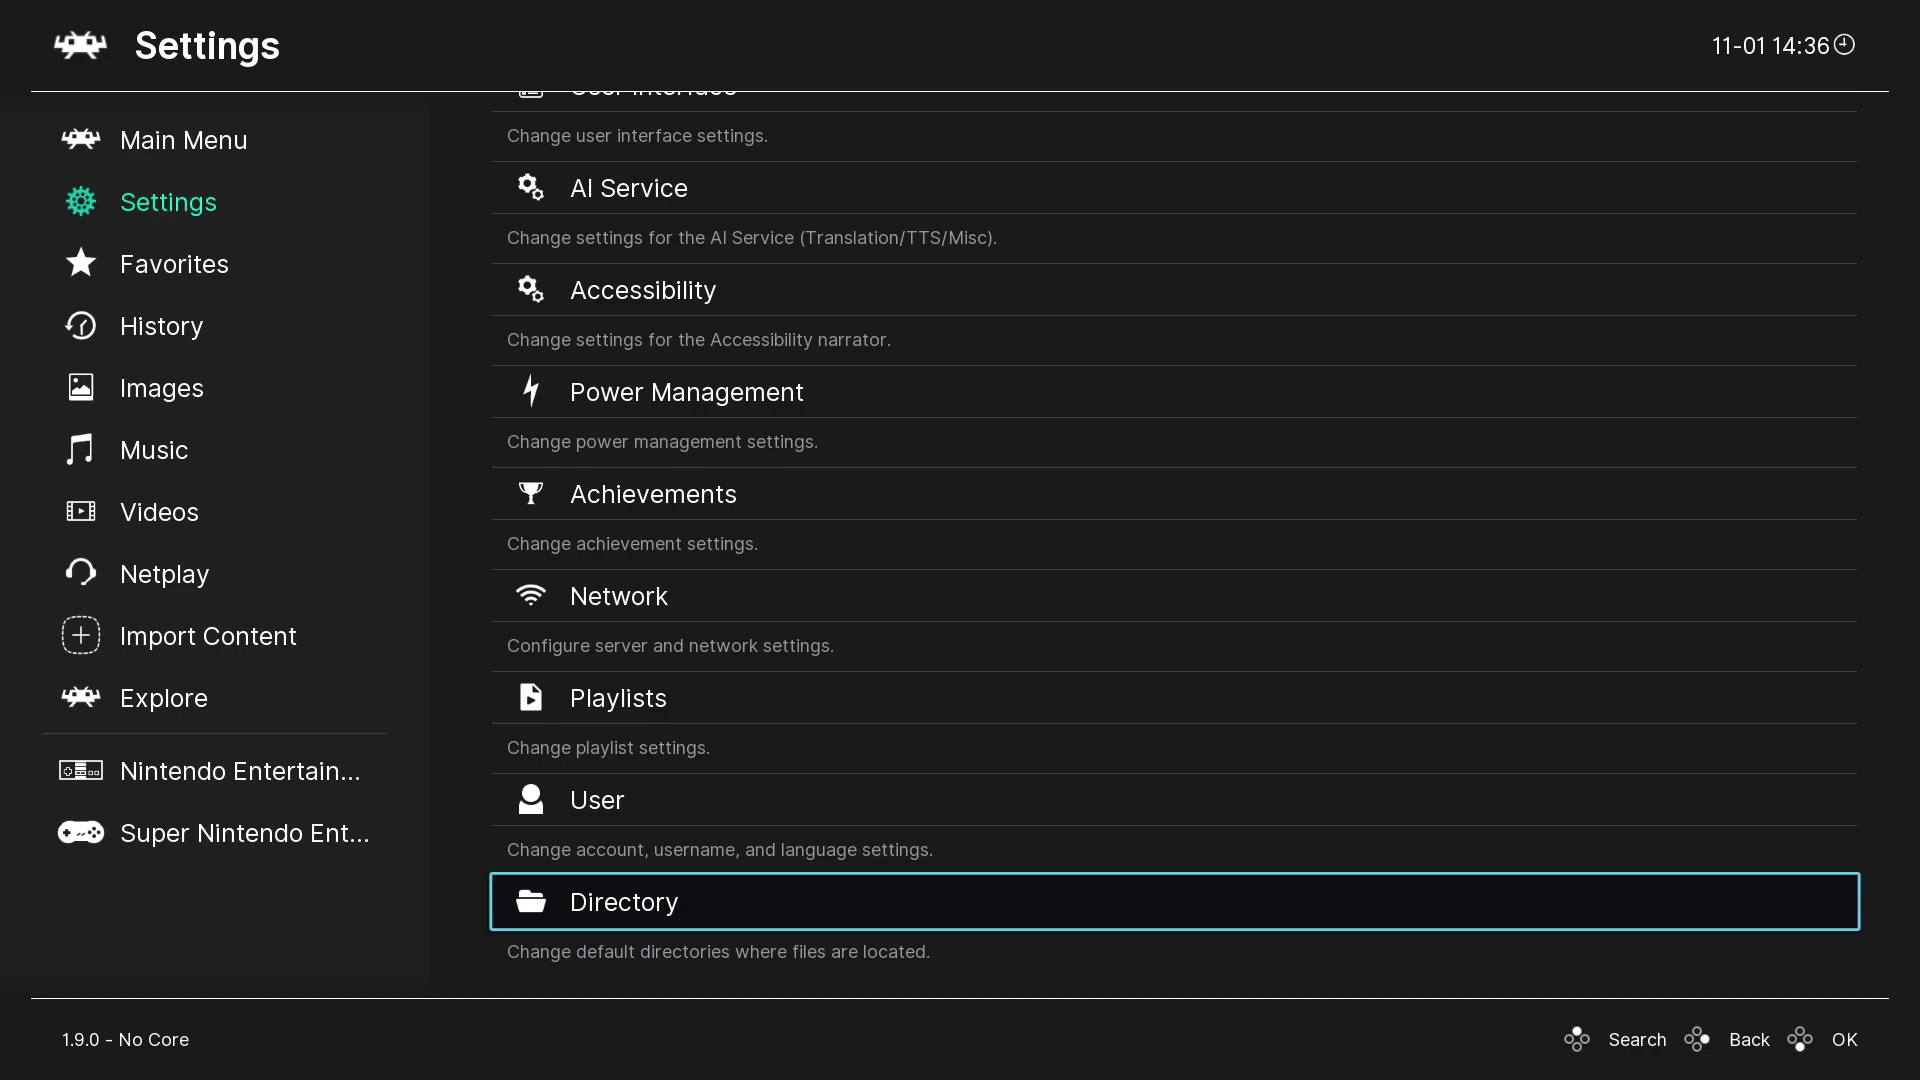 Settings
11-01 14:36
Main Menu
Settings
Favorites
History
Images
Music
Videos
Netplay
Import Content
Explore
Nintendo Entertain...
Super Nintendo Ent...
User Interface
Change user interface settings.
AI Service
Change settings for the AI Service (Translation/TTS/Misc).
Accessibility
Change settings for the Accessibility narrator.
Power Management
Change power management settings.
Achievements
Change achievement settings.
Network
Configure server and network settings.
Playlists
Change playlist settings.
User
Change account, username, and language settings.
Directory
Change default directories where files are located.
1.9.0 - No Core
Search
Back
OK